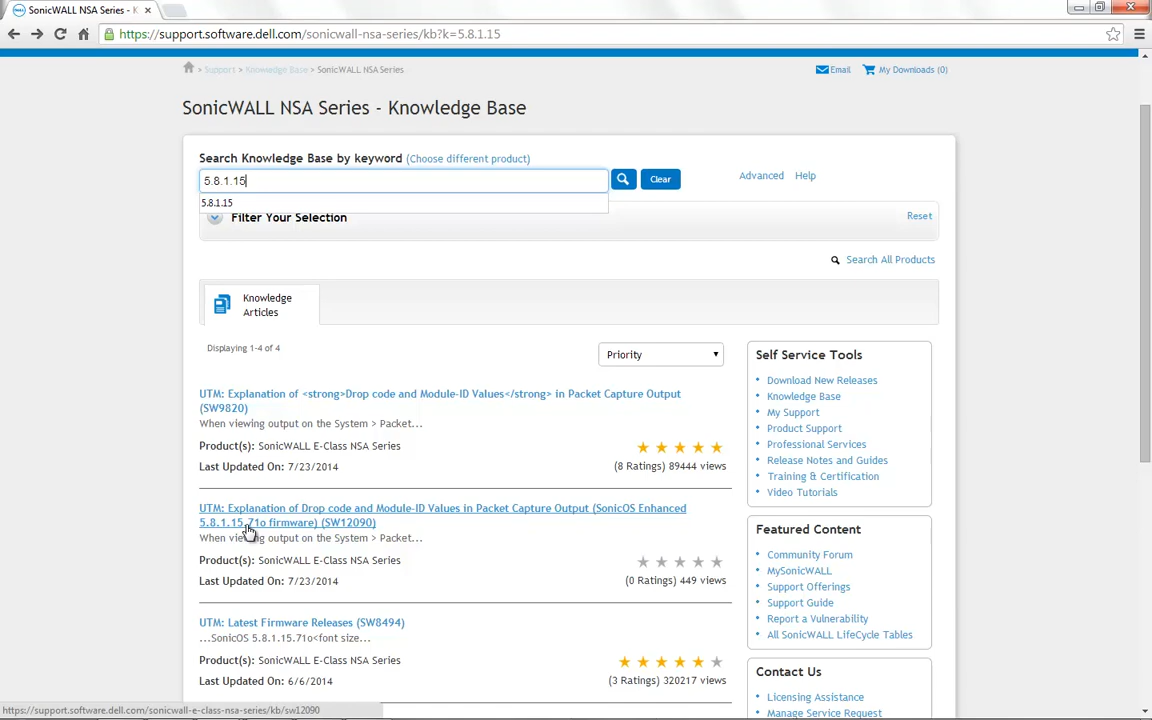 SonicWALL NSA Series - K
https://support.software.dell.com/sonicwall-nsa-series/kb?k=5.8.1.15
> Support > Knowledge Base > SonicWALL NSA Series
Email
My Downloads (0)
SonicWALL NSA Series - Knowledge Base
Search Knowledge Base by keyword (Choose different product)
5.8.1.15
Clear
Advanced
Help
5.8.1.15
Filter Your Selection
Reset
Search All Products
Knowledge
Articles
Displaying 1-4 of 4
Priority
UTM: Explanation of <strong>Drop code and Module-ID Values</strong> in Packet Capture Output
(SW9820)
When viewing output on the System > Packet...
Product(s): SonicWALL E-Class NSA Series
Last Updated On: 7/23/2014
(8 Ratings) 89444 views
UTM: Explanation of Drop code and Module-ID Values in Packet Capture Output (SonicOS Enhanced
5.8.1.15.71o firmware) (SW12090)
When viewing output on the System > Packet...
Product(s): SonicWALL E-Class NSA Series
Last Updated On: 7/23/2014
(0 Ratings) 449 views
UTM: Latest Firmware Releases (SW8494)
...SonicOS 5.8.1.15.71o<font size...
Product(s): SonicWALL E-Class NSA Series
Last Updated On: 6/6/2014
(3 Ratings) 320217 views
Self Service Tools
Download New Releases
Knowledge Base
My Support
Product Support
Professional Services
Release Notes and Guides
Training & Certification
Video Tutorials
Featured Content
Community Forum
MySonicWALL
Support Offerings
Support Guide
Report a Vulnerability
All SonicWALL LifeCycle Tables
Contact Us
Licensing Assistance
Manage Service Request
https://support.software.dell.com/sonicwall-e-class-nsa-series/kb/sw12090